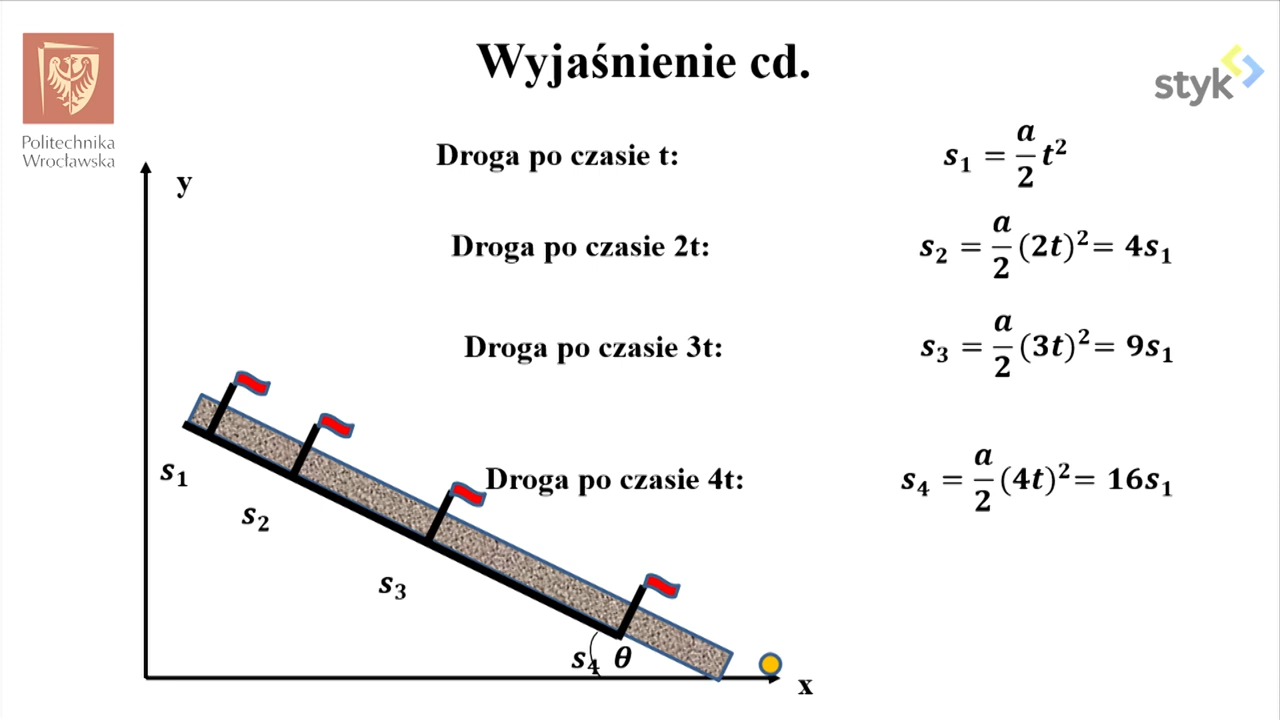 Wyjaśnienie cd.
Politechnika
Wrocławska
styk
Droga po czasie t: s₁ = a/2 t²
y
Droga po czasie 2t: s₂ = a/2 (2t)²= 4s₁
Droga po czasie 3t: s₃ = a/2 (3t)²= 9s₁
Droga po czasie 4t: s₄ = a/2 (4t)²= 16s₁
s₁
s₂
s₃
s₄ θ
x